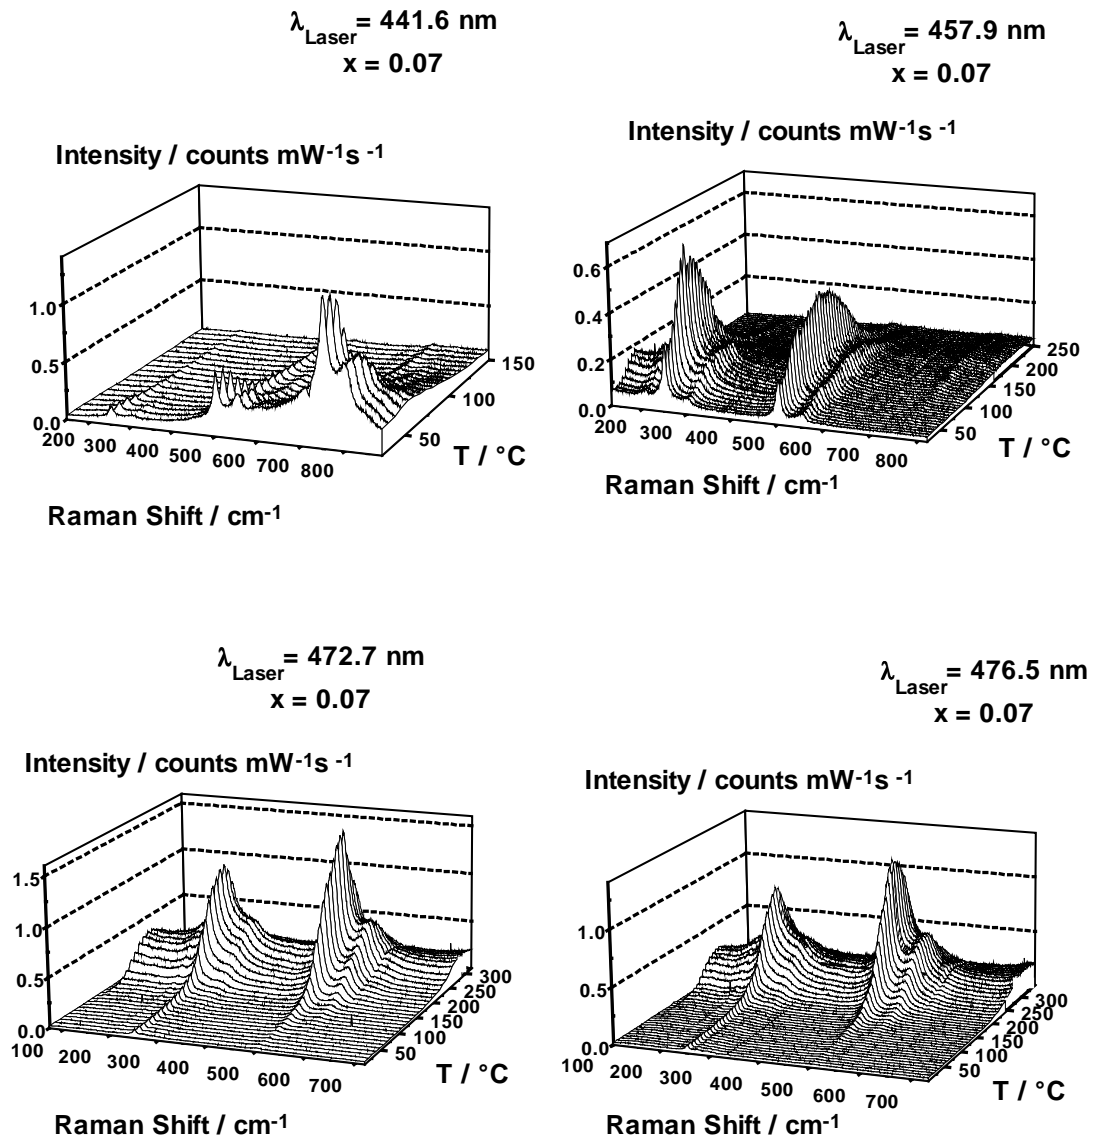 λLaser= 441.6 nm
x = 0.07
Intensity / counts mW-1s -1
1.0
0.5
0.0
200 300 400 500 600 700 800
50 100 150
T / °C
Raman Shift / cm-1
λLaser= 457.9 nm
x = 0.07
Intensity / counts mW-1s -1
0.6
0.4
0.2
0.0
200 300 400 500 600 700 800
50 100 150 200 250
T / °C
Raman Shift / cm-1
λLaser= 472.7 nm
x = 0.07
Intensity / counts mW-1s -1
1.5
1.0
0.5
0.0
100 200 300 400 500 600 700
50 100 150 200 250 300
T / °C
Raman Shift / cm-1
λLaser= 476.5 nm
x = 0.07
Intensity / counts mW-1s -1
1.0
0.5
0.0
100 200 300 400 500 600 700
50 100 150 200 250 300
T / °C
Raman Shift / cm-1